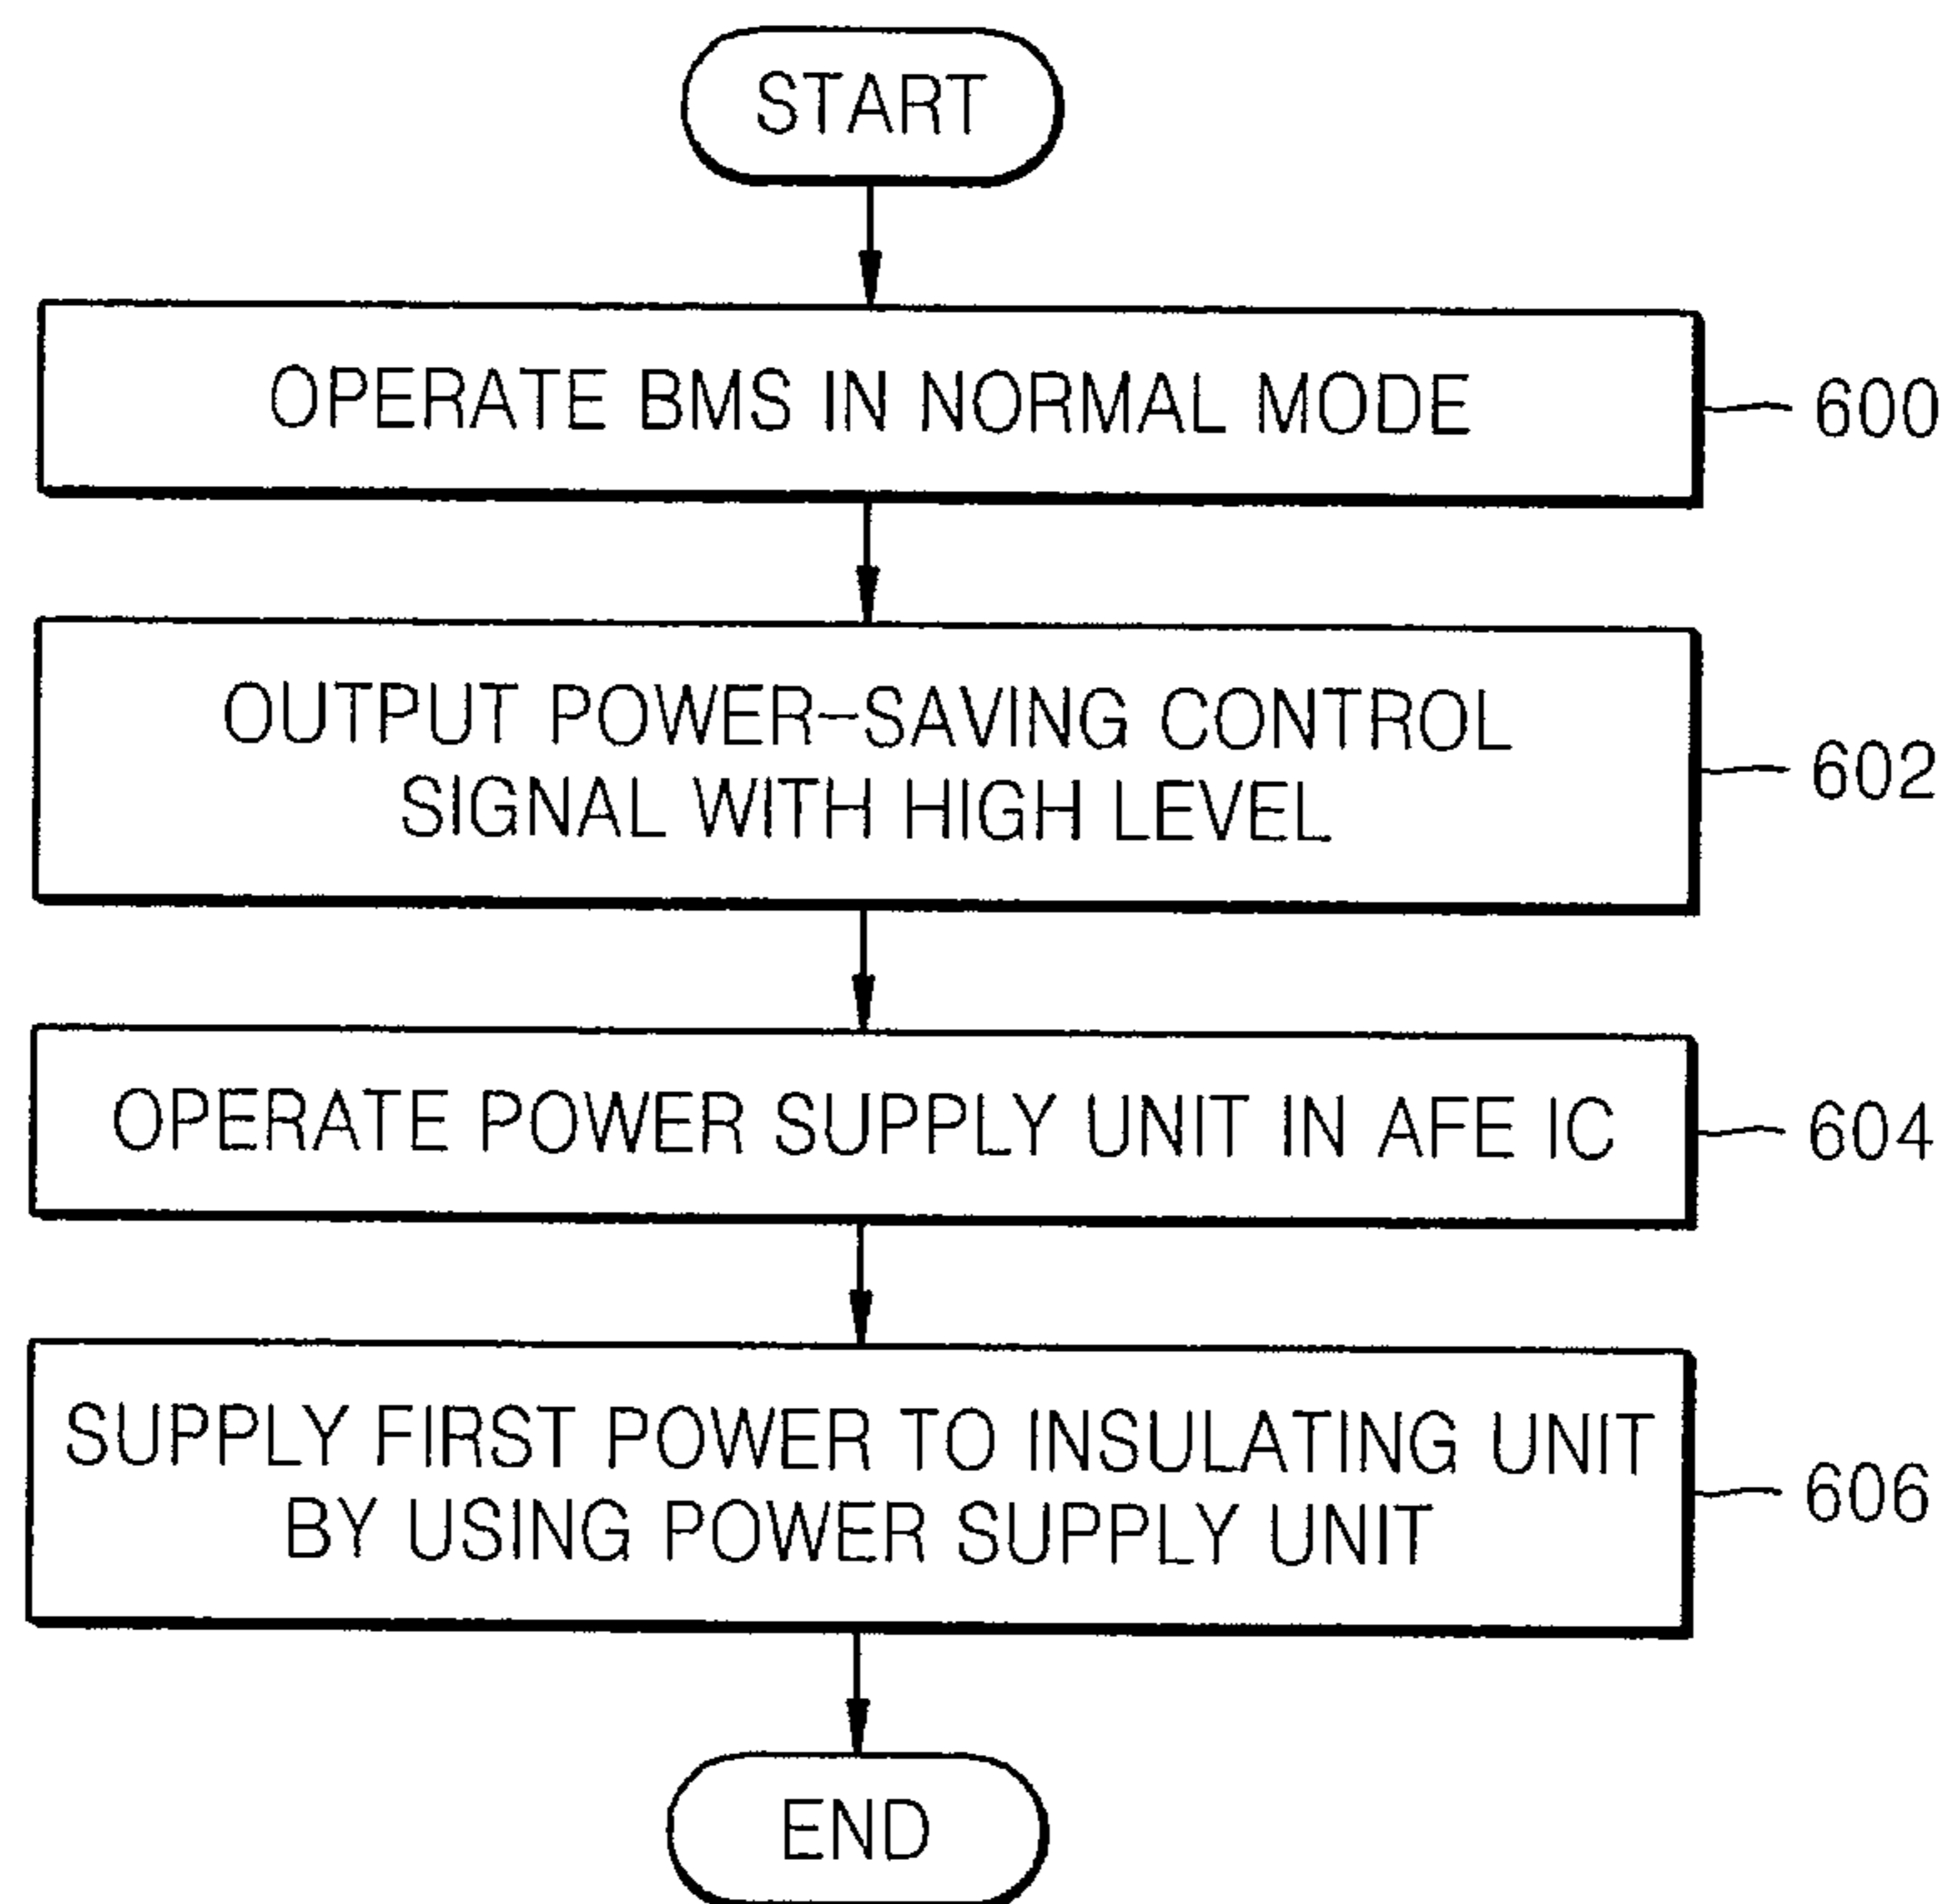 START
OPERATE BMS IN NORMAL MODE
600
OUTPUT POWER-SAVING CONTROL
SIGNAL WITH HIGH LEVEL
602
OPERATE POWER SUPPLY UNIT IN AFE IC
604
SUPPLY FIRST POWER TO INSULATING UNIT
BY USING POWER SUPPLY UNIT
606
END